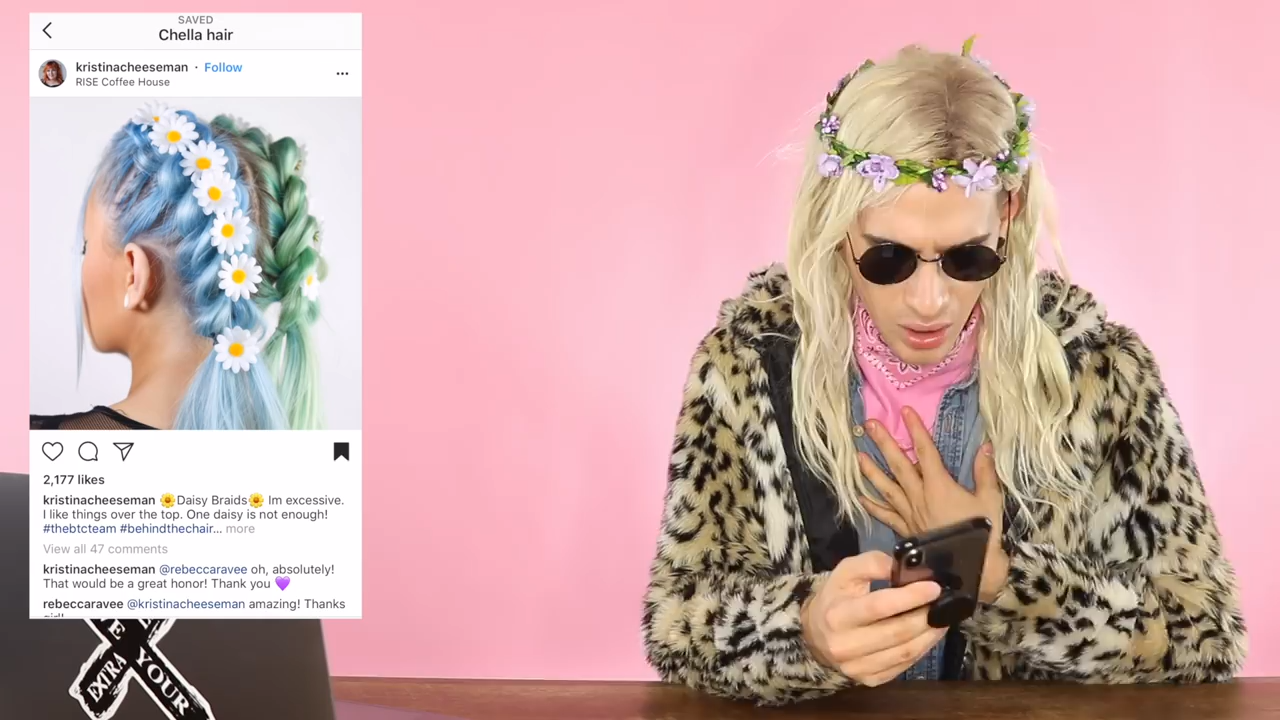 SAVED
Chella hair
kristinacheeseman · Follow
RISE Coffee House
2,177 likes
kristinacheeseman 🌼Daisy Braids🌼 Im excessive.
I like things over the top. One daisy is not enough!
#thebtcteam #behindthechair... more
View all 47 comments
kristinacheeseman @rebeccaravee oh, absolutely!
That would be a great honor! Thank you 💜
rebeccaravee @kristinacheeseman amazing! Thanks
EXTRA
YOUR